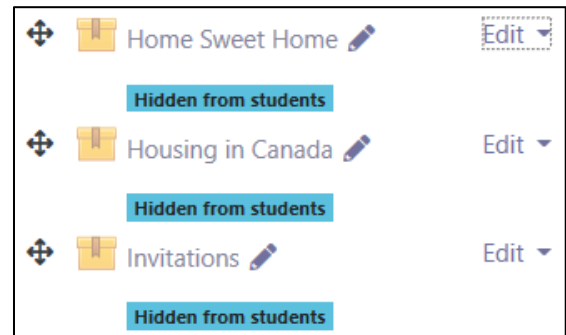 Home Sweet Home Edit
Hidden from students
Housing in Canada Edit
Hidden from students
Invitations Edit
Hidden from students